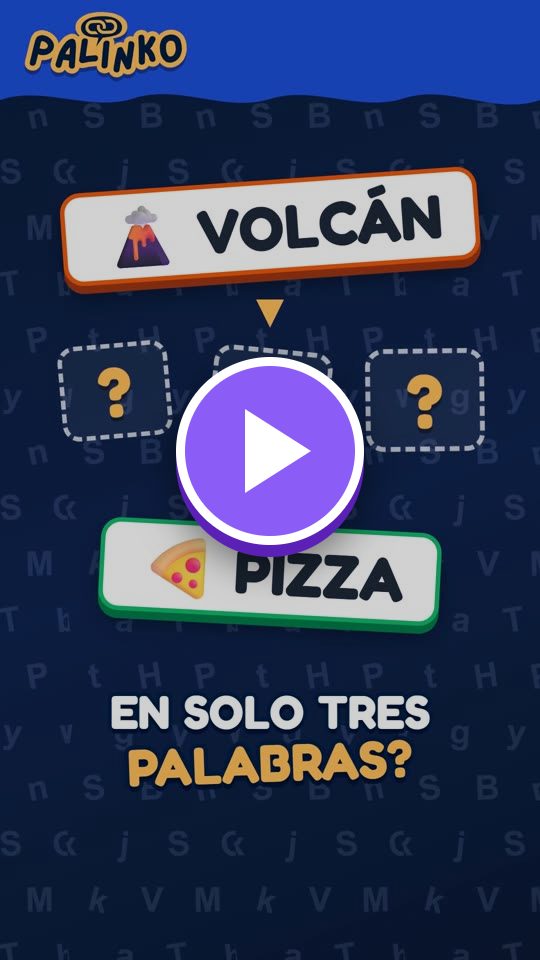 PALINKO
VOLCÁN
?
?
PIZZA
EN SOLO TRES
PALABRAS?